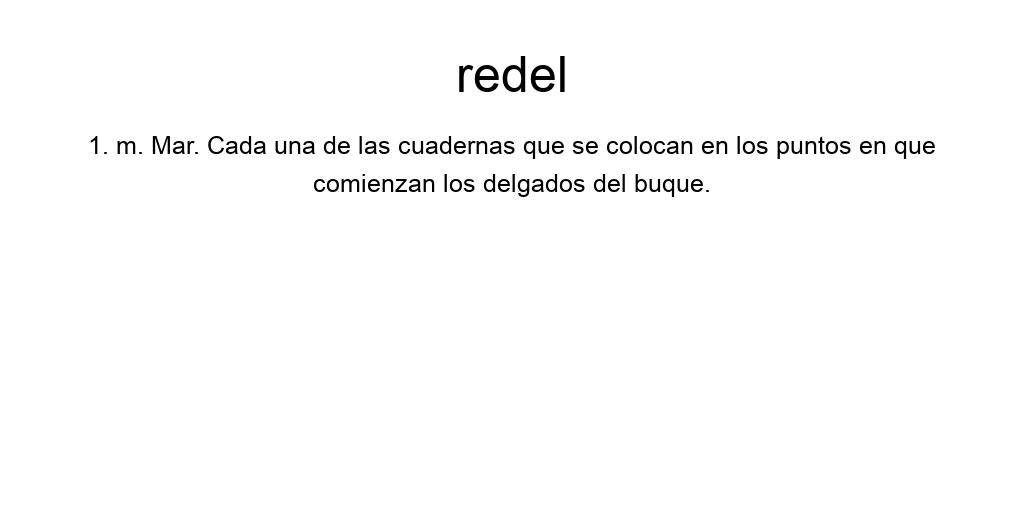 redel
1. m. Mar. Cada una de las cuadernas que se colocan en los puntos en que
comienzan los delgados del buque.